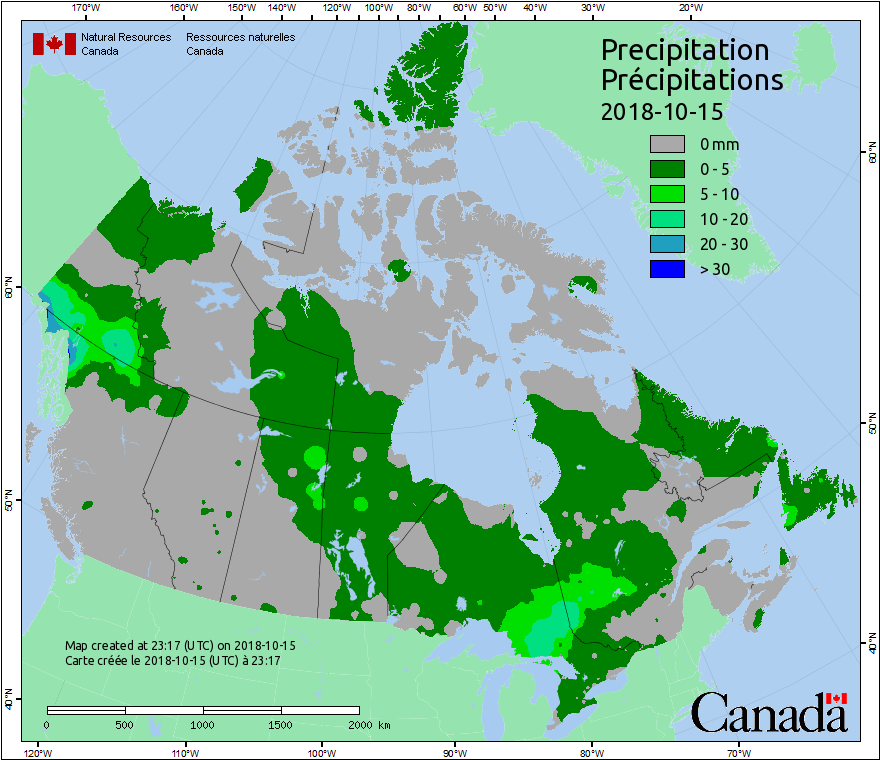 170°W 160°W 150°W 140°W 120°W 100°W 90°W 80°W 60°W 50°W 40°W 30°W 20°W
Natural Resources Ressources naturelles
Canada Canada
Precipitation
Précipitations
2018-10-15
0 mm
0 - 5
5 - 10
10 - 20
20 - 30
> 30
60°N
60°N
50°N
50°N
40°N
40°N
Map created at 23:17 (UTC) on 2018-10-15
Carte créée le 2018-10-15 (UTC) à 23:17
0 500 1000 1500 2000 km
Canada
120°W 110°W 100°W 90°W 80°W 70°W